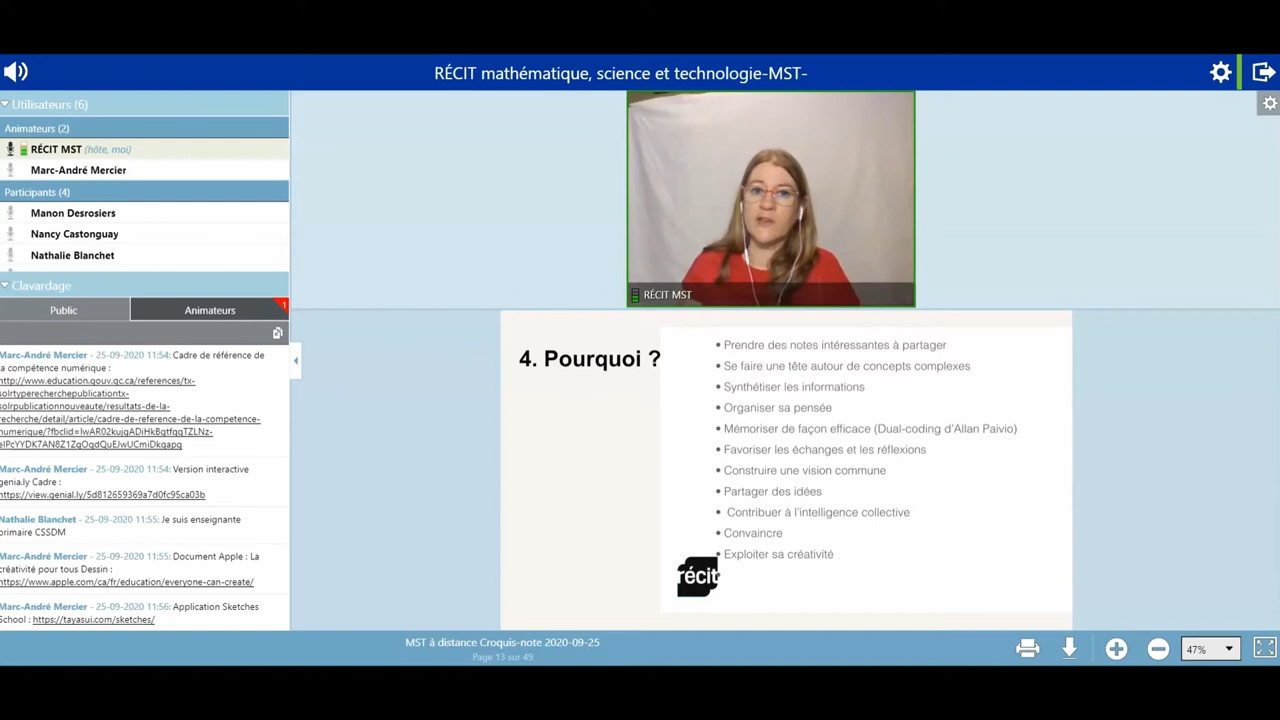 RÉCIT mathématique, science et technologie-MST-
Utilisateurs (6)
Animateurs (2)
RÉCIT MST (hôte, moi)
Marc-André Mercier
Participants (4)
Manon Desrosiers
Nancy Castonguay
Nathalie Blanchet
Clavardage
Public
Animateurs
1
Marc-André Mercier - 25-09-2020 11:54: Cadre de référence de
la compétence numérique :
http://www.education.gouv.qc.ca/references/tx-
solrtyperecherchepublicationtx-
solrpublicationnouveaute/resultats-de-la-
recherche/detail/article/cadre-de-reference-de-la-competence-
Marc-André Mercier - 25-09-2020 11:54: Version interactive
genia.ly Cadre :
https://view.genial.ly/5d812659369a7d0fc95ca03b
Nathalie Blanchet - 25-09-2020 11:55: Je suis enseignante
primaire CSSDM
Marc-André Mercier - 25-09-2020 11:55: Document Apple : La
créativité pour tous Dessin :
https://www.apple.com/ca/fr/education/everyone-can-create/
Marc-André Mercier - 25-09-2020 11:56: Application Sketches
School : https://tayasui.com/sketches/
RÉCIT MST
4. Pourquoi ?
• Prendre des notes intéressantes à partager
• Se faire une tête autour de concepts complexes
• Synthétiser les informations
• Organiser sa pensée
• Mémoriser de façon efficace (Dual-coding d'Allan Paivio)
• Favoriser les échanges et les réflexions
• Construire une vision commune
• Partager des idées
• Contribuer à l'intelligence collective
• Convaincre
• Exploiter sa créativité
récit
MST à distance Croquis-note 2020-09-25
Page 13 sur 49
47%